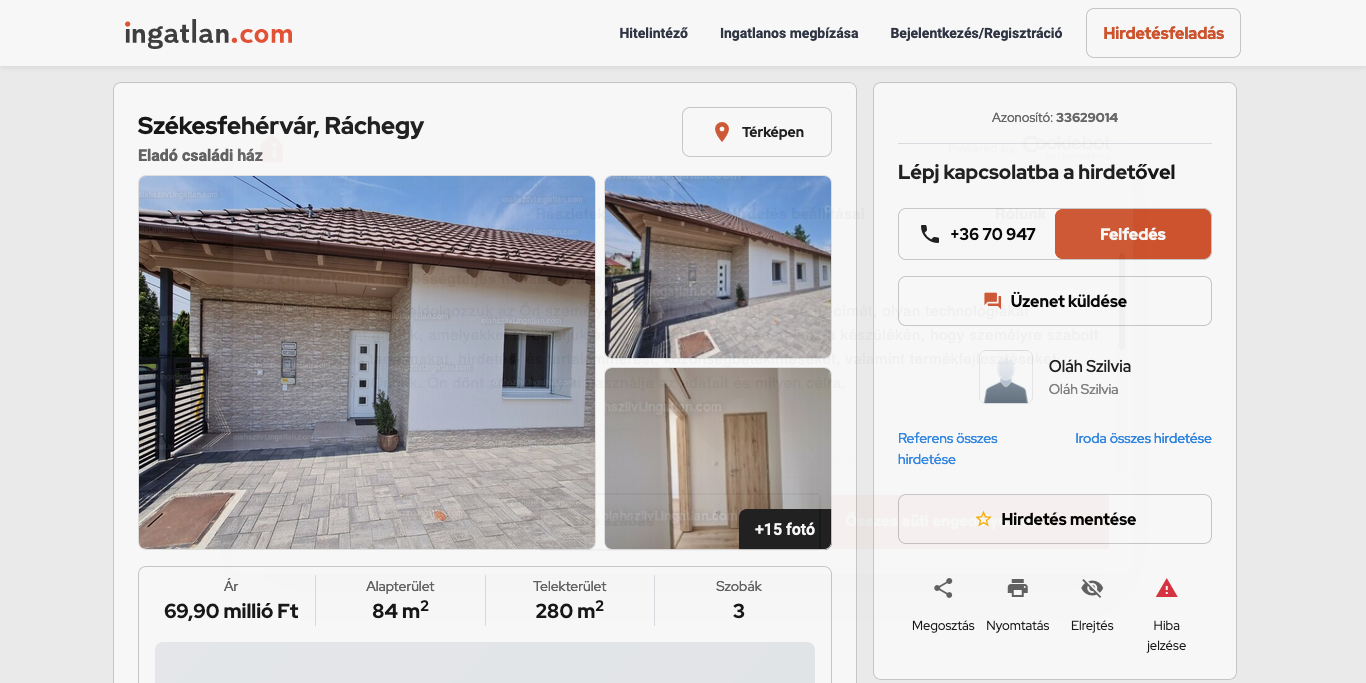 ingatlan.com
Hitelintéző
Ingatlanos megbízása
Bejelentkezés/Regisztráció
Hirdetésfeladás
Székesfehérvár, Ráchegy
Eladó családi ház
Térképen
+15 fotó
Ár
69,90 millió Ft
Alapterület
84 m²
Telekterület
280 m²
Szobák
3
Azonosító: 33629014
Lépj kapcsolatba a hirdetővel
+36 70 947
Felfedés
Üzenet küldése
Oláh Szilvia
Oláh Szilvia
Referens összes
hirdetése
Iroda összes hirdetése
Hirdetés mentése
Megosztás
Nyomtatás
Elrejtés
Hiba
jelzése